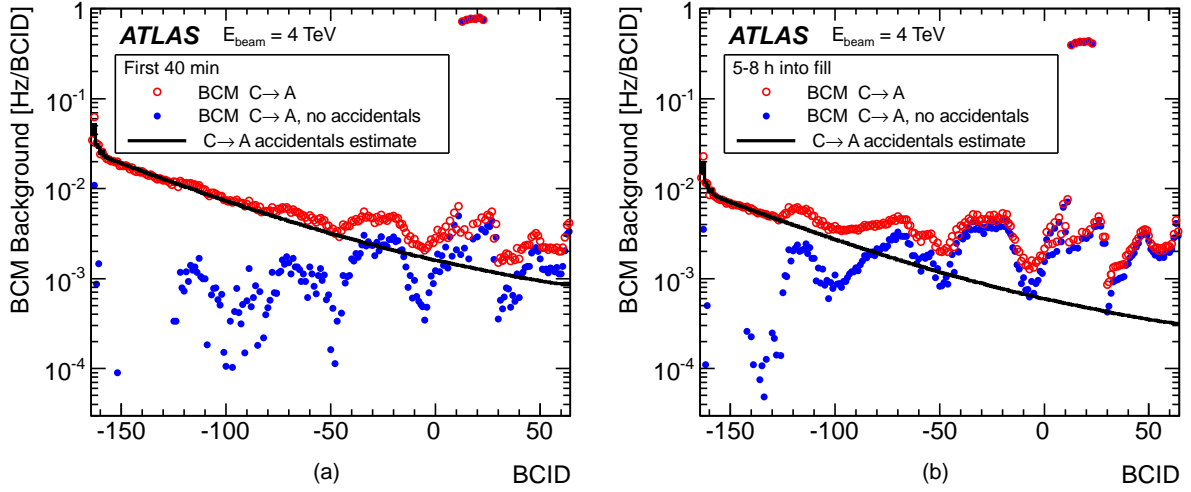 BCM Background [Hz/BCID]
1
10⁻¹
10⁻²
10⁻³
10⁻⁴
ATLAS E_beam = 4 TeV
First 40 min
BCM C→A
BCM C→A, no accidentals
C→A accidentals estimate
-150 -100 -50 0 50
(a) BCID
BCM Background [Hz/BCID]
1
10⁻¹
10⁻²
10⁻³
10⁻⁴
ATLAS E_beam = 4 TeV
5-8 h into fill
BCM C→A
BCM C→A, no accidentals
C→A accidentals estimate
-150 -100 -50 0 50
(b) BCID